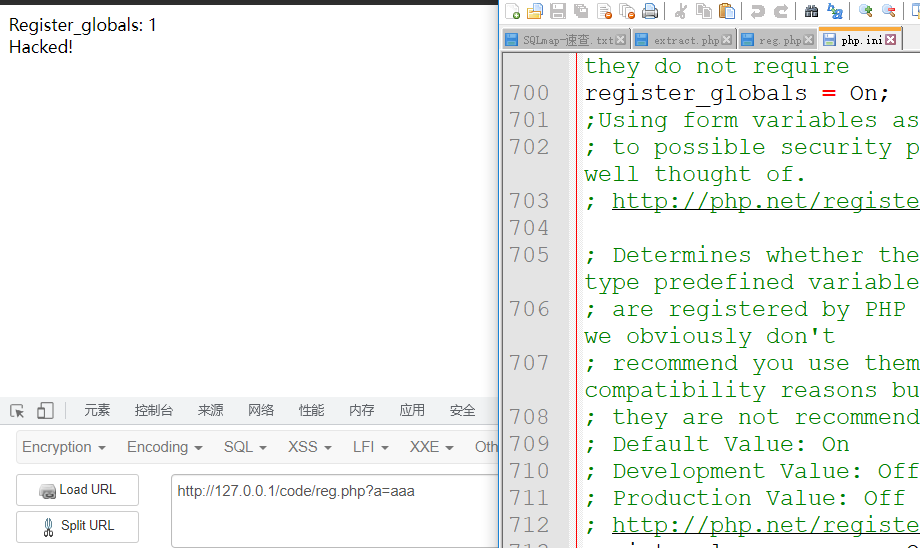 Register_globals: 1
Hacked!
元素 控制台 来源 网络 性能 内存 应用 安全
Encryption Encoding SQL XSS LFI XXE Oth
Load URL
Split URL
http://127.0.0.1/code/reg.php?a=aaa
SQLmap-速查.txt extract.php reg.php php.ini
they do not require
700 register_globals = On;
701 ;Using form variables as
702 ; to possible security p
well thought of.
703 ; http://php.net/registe
704
705 ; Determines whether the
type predefined variable
706 ; are registered by PHP
we obviously don't
707 ; recommend you use them
compatibility reasons bu
708 ; they are not recommend
709 ; Default Value: On
710 ; Development Value: Off
711 ; Production Value: Off
712 ; http://php.net/registe